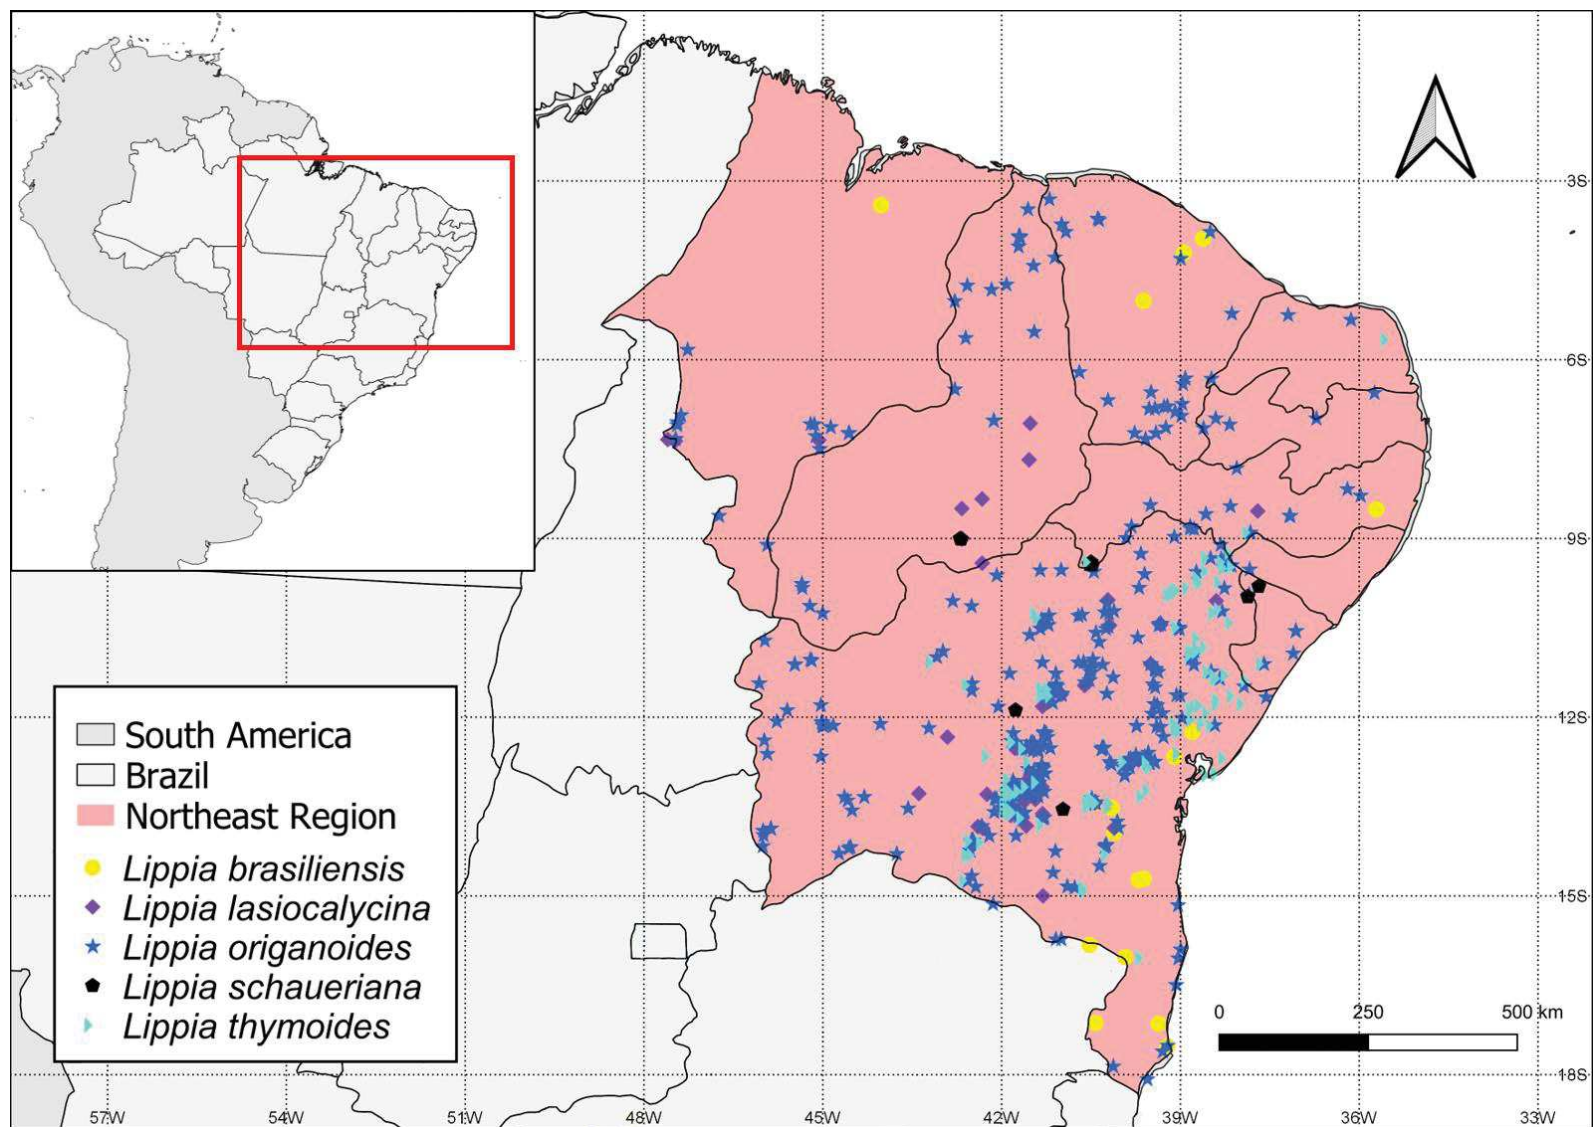 3S
6S
9S
12S
15S
18S
South America
Brazil
Northeast Region
Lippia brasiliensis
Lippia lasiocalycina
Lippia origanoides
Lippia schaueriana
Lippia thymoides
0 250 500 km
57W 54W 51W 48W 45W 42W 39W 36W 33W